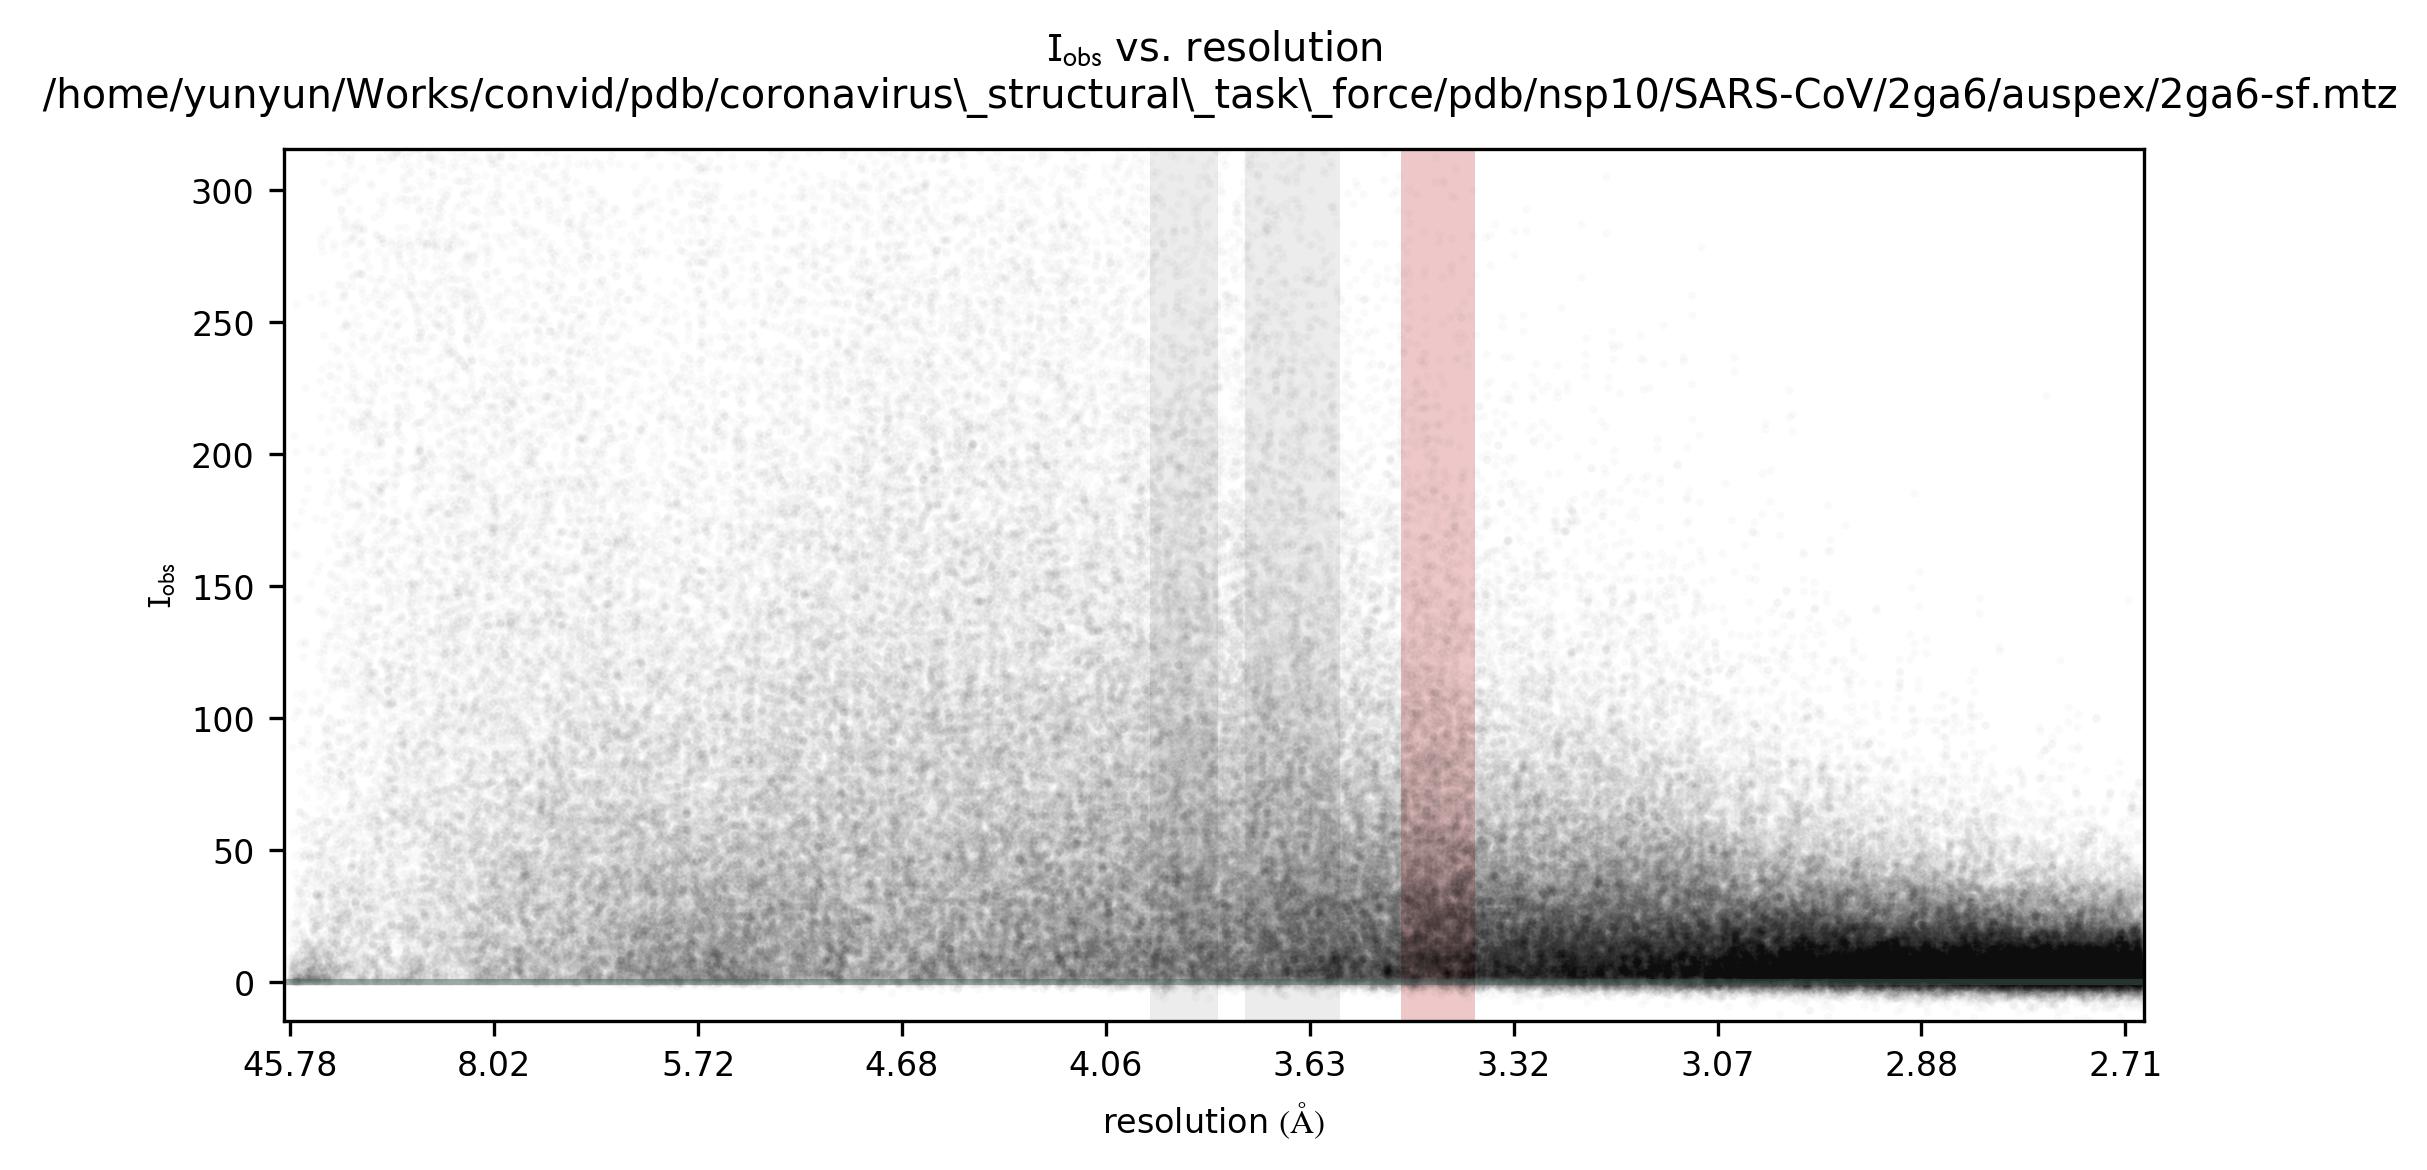 I_obs vs. resolution
/home/yunyun/Works/convid/pdb/coronavirus\_structural\_task\_force/pdb/nsp10/SARS-CoV/2ga6/auspex/2ga6-sf.mtz
300
250
200
150
100
50
0
I_obs
45.78 8.02 5.72 4.68 4.06 3.63 3.32 3.07 2.88 2.71
resolution (Å)